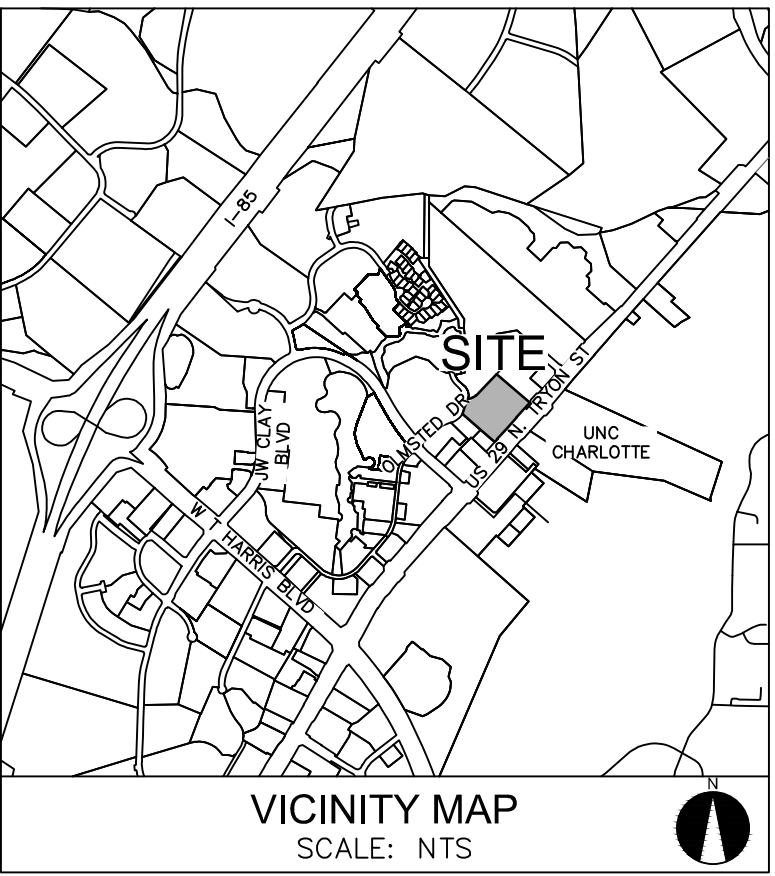 I-85
SITE
OLMSTED DR
US 29 N. TRYON ST
UNC
CHARLOTTE
JW CLAY
BLVD
W T HARRIS BLVD
VICINITY MAP
SCALE: NTS
N